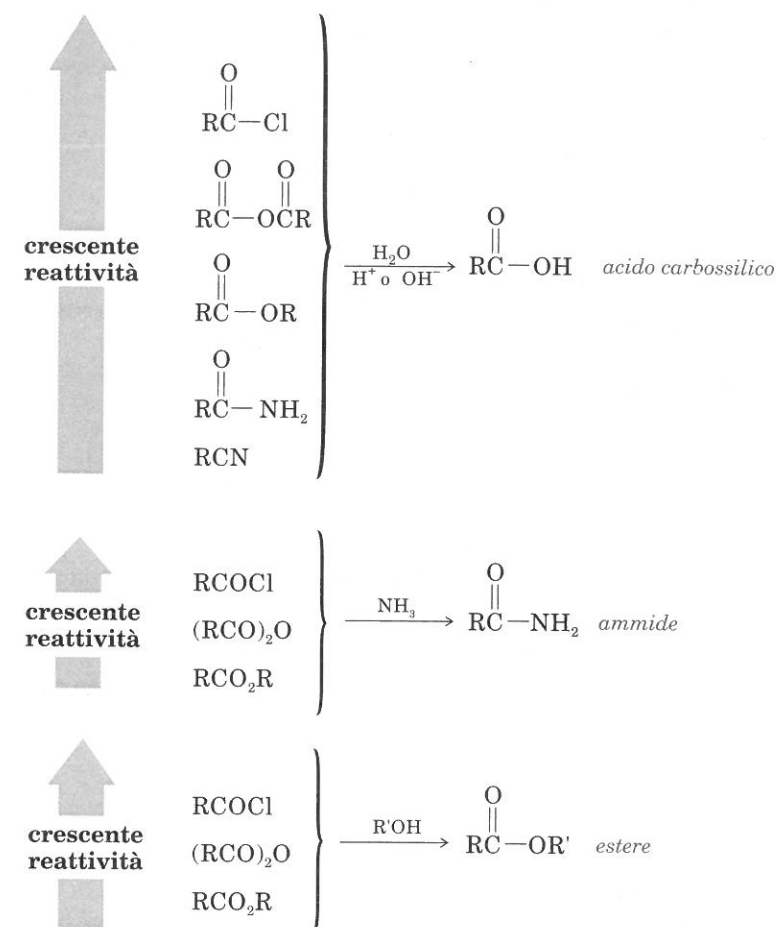 O
RC—Cl
O O
RC—OCR
crescente
reattività
O
RC—OR
H₂O
H⁺ o OH⁻
O
RC—OH acido carbossilico
O
RC—NH₂
RCN
crescente
reattività
RCOCl
(RCO)₂O
RCO₂R
NH₃
O
RC—NH₂ ammide
crescente
reattività
RCOCl
(RCO)₂O
RCO₂R
R'OH
O
RC—OR' estere